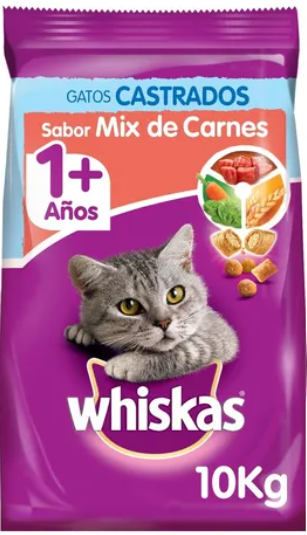 GATOS CASTRADOS
Sabor Mix de Carnes
1+
Años
whiskas
10Kg